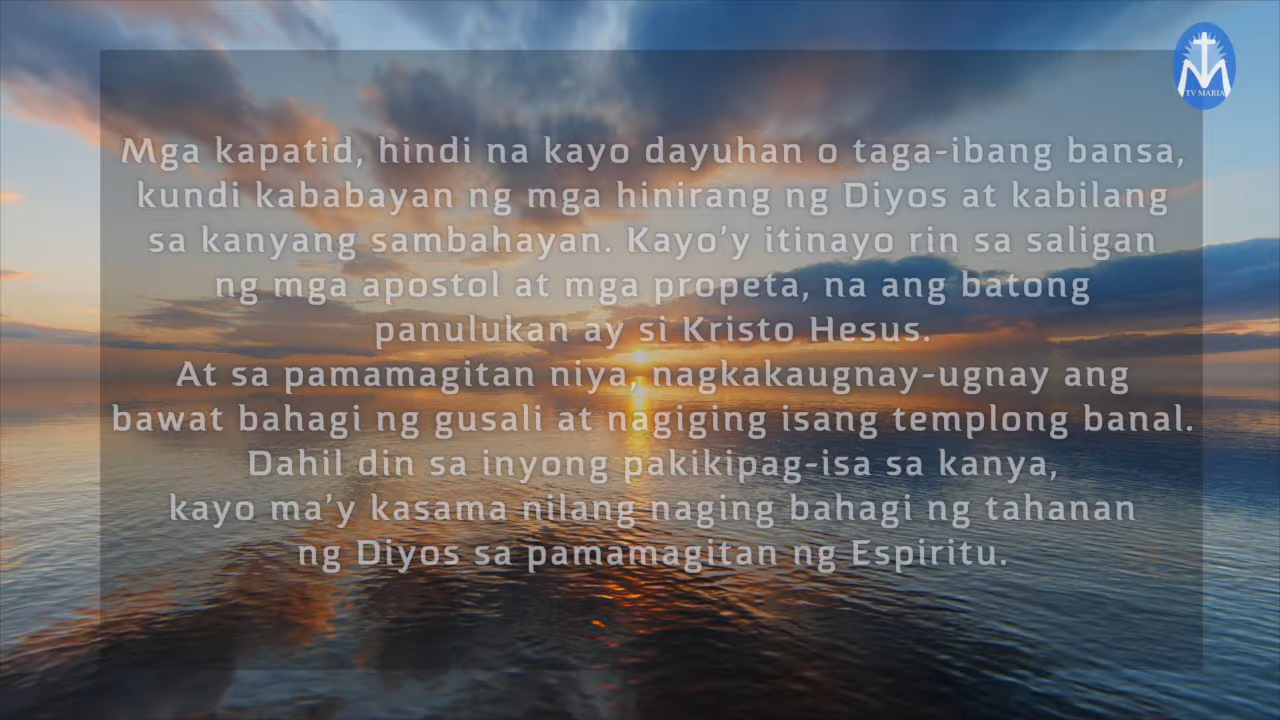 Mga kapatid, hindi na kayo dayuhan o taga-ibang bansa,
kundi kababayan ng mga hinirang ng Diyos at kabilang
sa kanyang sambahayan. Kayo’y itinayo rin sa saligan
ng mga apostol at mga propeta, na ang batong
panulukan ay si Kristo Hesus.
At sa pamamagitan niya, nagkakaugnay-ugnay ang
bawat bahagi ng gusali at nagiging isang templong banal.
Dahil din sa inyong pakikipag-isa sa kanya,
kayo ma’y kasama nilang naging bahagi ng tahanan
ng Diyos sa pamamagitan ng Espiritu.
TV MARIA